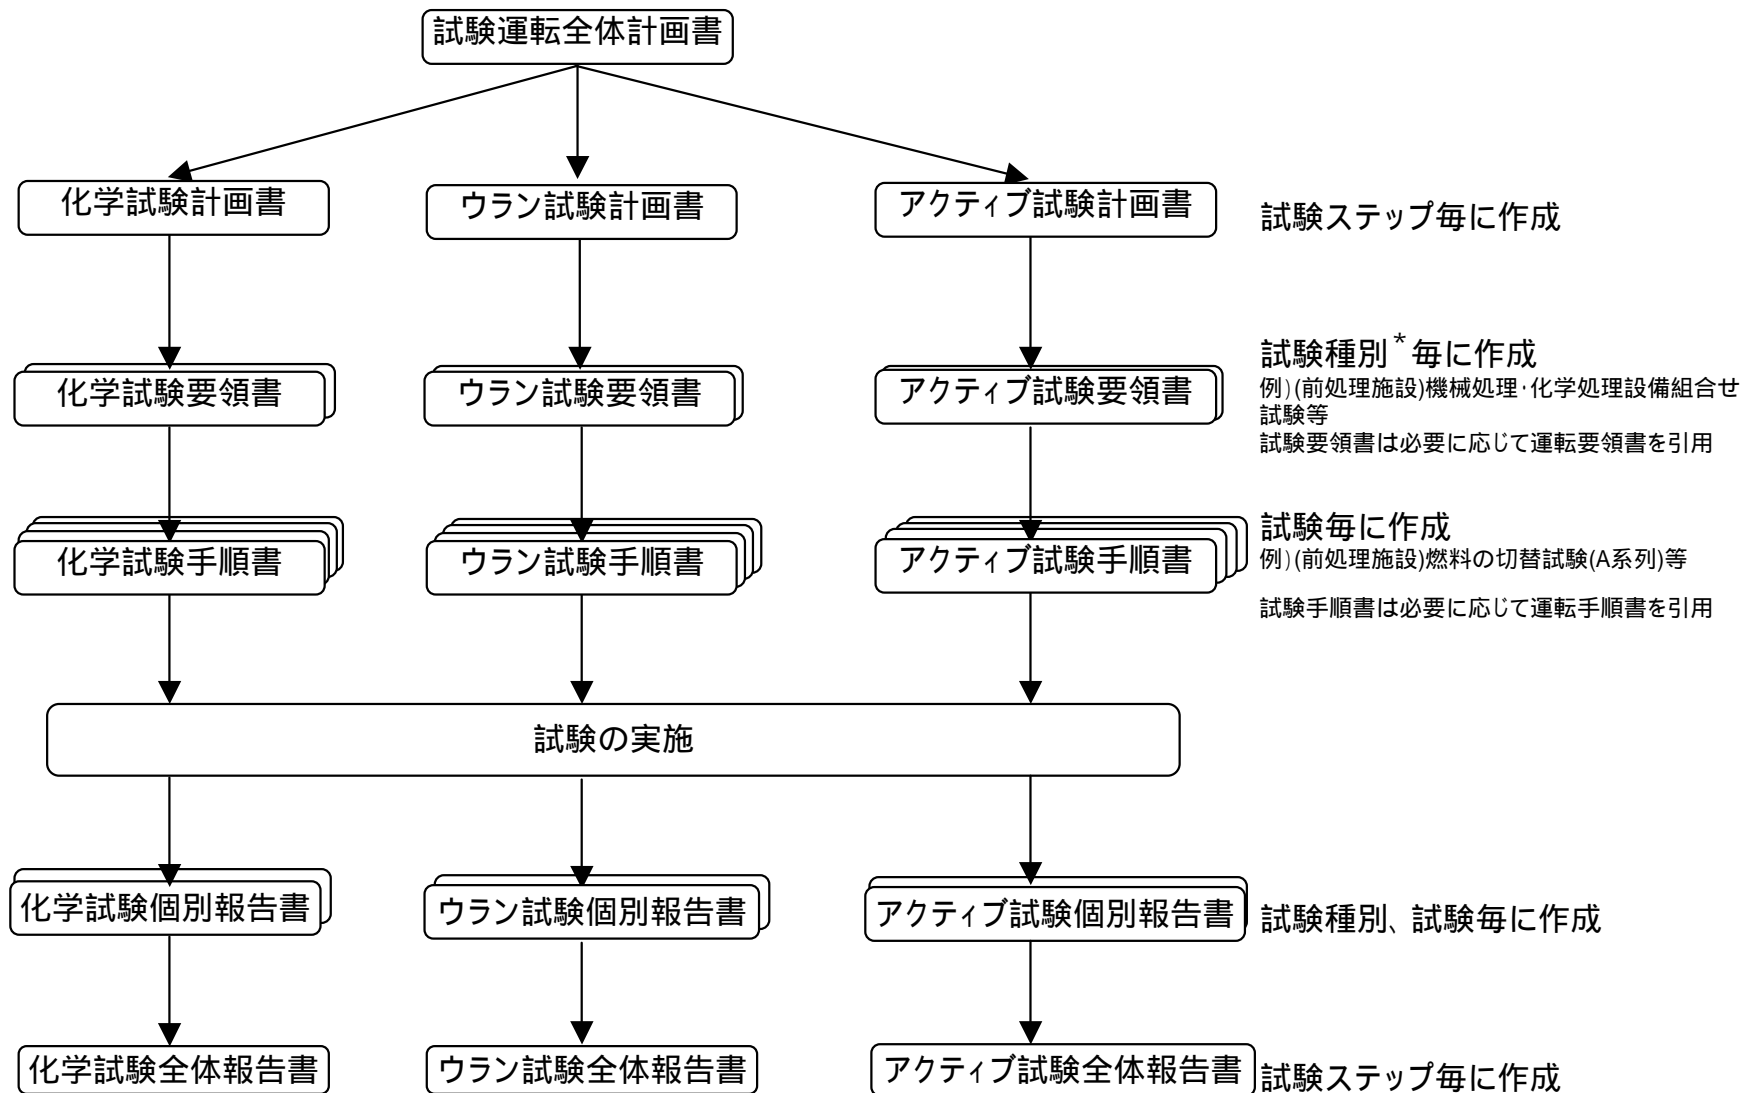 試験運転全体計画書
化学試験計画書
ウラン試験計画書
アクティブ試験計画書
試験ステップ毎に作成
化学試験要領書
ウラン試験要領書
アクティブ試験要領書
試験種別*毎に作成
例)(前処理施設)機械処理･化学処理設備組合せ
試験等
試験要領書は必要に応じて運転要領書を引用
化学試験手順書
ウラン試験手順書
アクティブ試験手順書
試験毎に作成
例)(前処理施設)燃料の切替試験(A系列)等
試験手順書は必要に応じて運転手順書を引用
試験の実施
化学試験個別報告書
ウラン試験個別報告書
アクティブ試験個別報告書
試験種別、試験毎に作成
化学試験全体報告書
ウラン試験全体報告書
アクティブ試験全体報告書
試験ステップ毎に作成